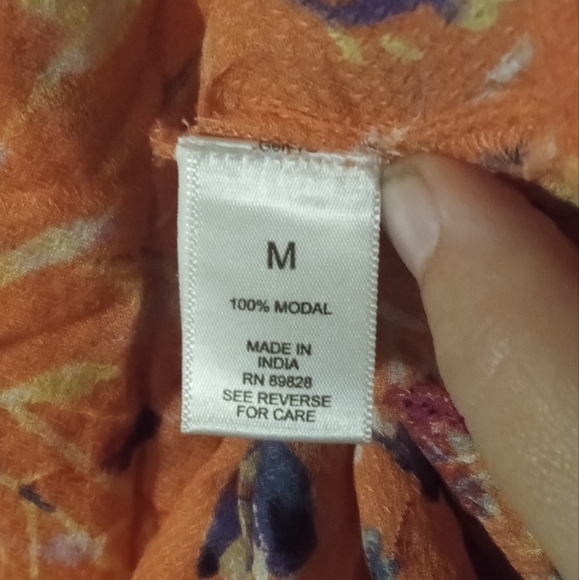 M
100% MODAL
MADE IN
INDIA
RN 89828
SEE REVERSE
FOR CARE